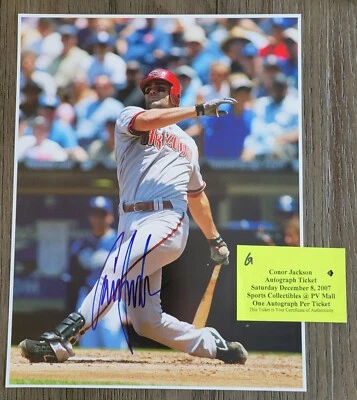 ARIZONA
G
Conor Jackson
Autograph Ticket
Saturday December 8, 2007
Sports Collectibles @ PV Mall
One Autograph Per Ticket
This Ticket is Your Certificate of Authenticity